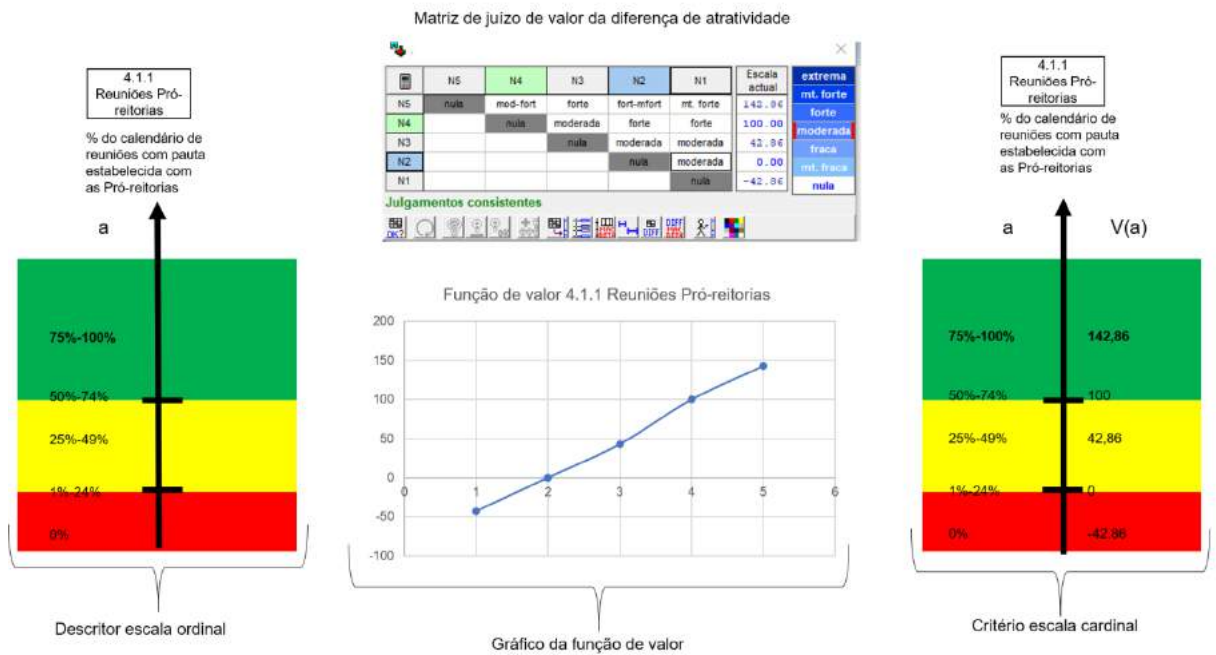 Matriz de juízo de valor da diferença de atratividade
4.1.1
Reuniões Pró-
reitorias
% do calendário de
reuniões com pauta
estabelecida com
as Pró-reitorias
a
75%-100%
50%-74%
25%-49%
1%-24%
0%
Descritor escala ordinal
N5 N4 N3 N2 N1 Escala actual
N5 nula mod-fort forte fort-mfort mt. forte 142.86
N4 nula moderada forte forte 100.00
N3 nula moderada moderada 42.86
N2 nula moderada 0.00
N1 nula -42.86
extrema
mt. forte
forte
moderada
fraca
mt. fraca
nula
Julgamentos consistentes
OK?
DIFF
DIFF
Função de valor 4.1.1 Reuniões Pró-reitorias
200
150
100
50
0
-50
-100
0 1 2 3 4 5 6
Gráfico da função de valor
4.1.1
Reuniões Pró-
reitorias
% do calendário de
reuniões com pauta
estabelecida com
as Pró-reitorias
a V(a)
75%-100% 142,86
50%-74% 100
25%-49% 42,86
1%-24% 0
0% -42.86
Critério escala cardinal